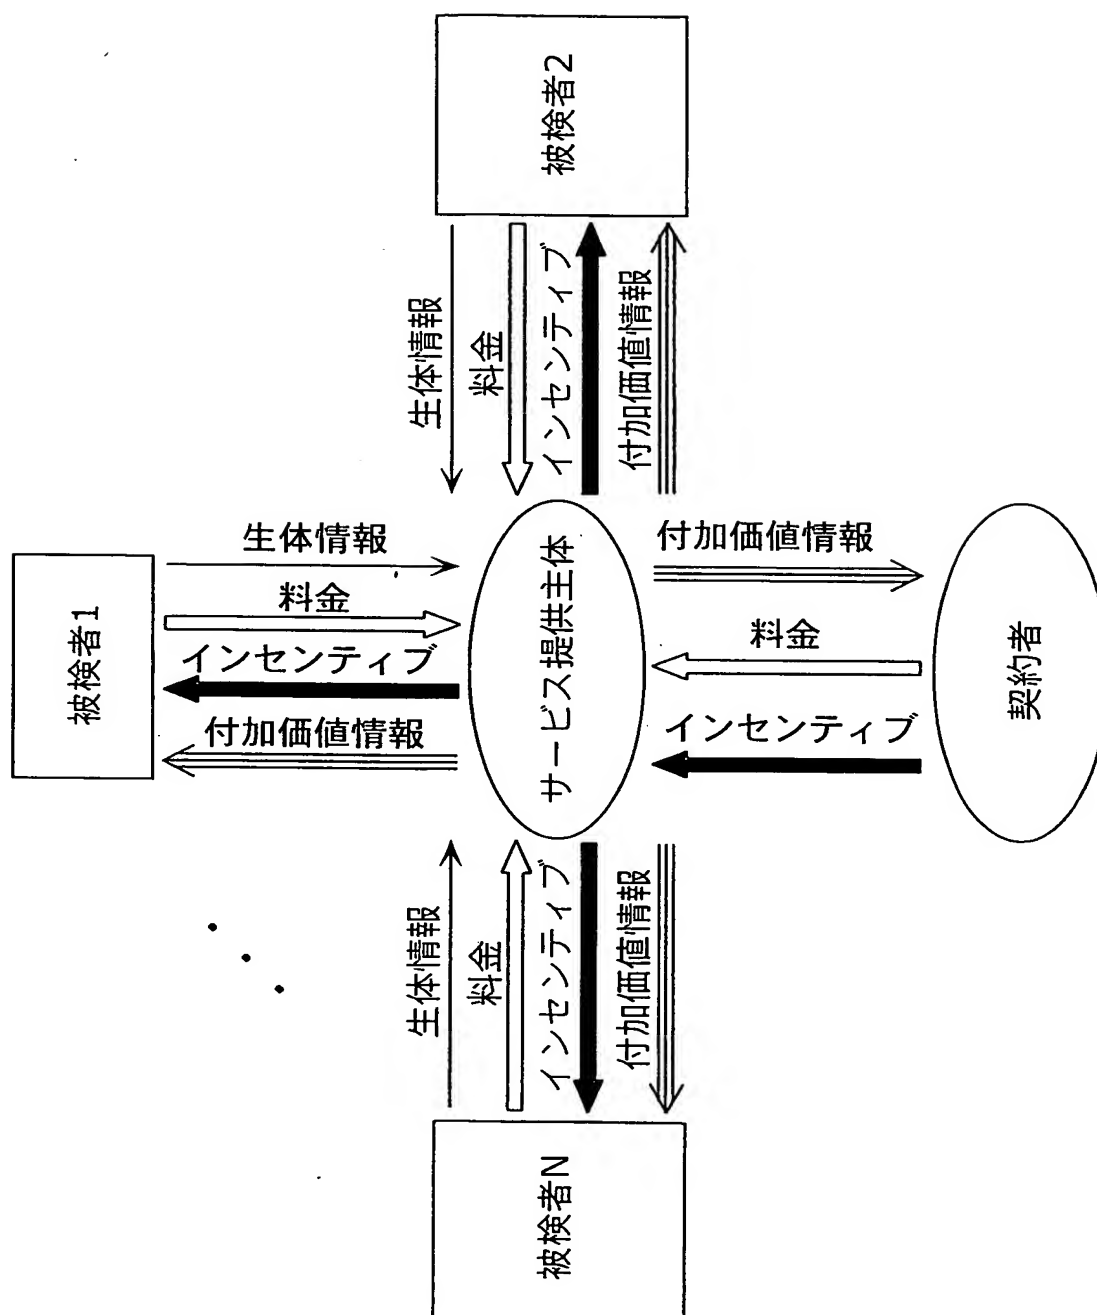 被検者2
生体情報
料金
インセンティブ
付加価値情報
被検者1
生体情報
料金
インセンティブ
付加価値情報
サービス提供主体
付加価値情報
料金
インセンティブ
契約者
生体情報
料金
インセンティブ
付加価値情報
被検者N